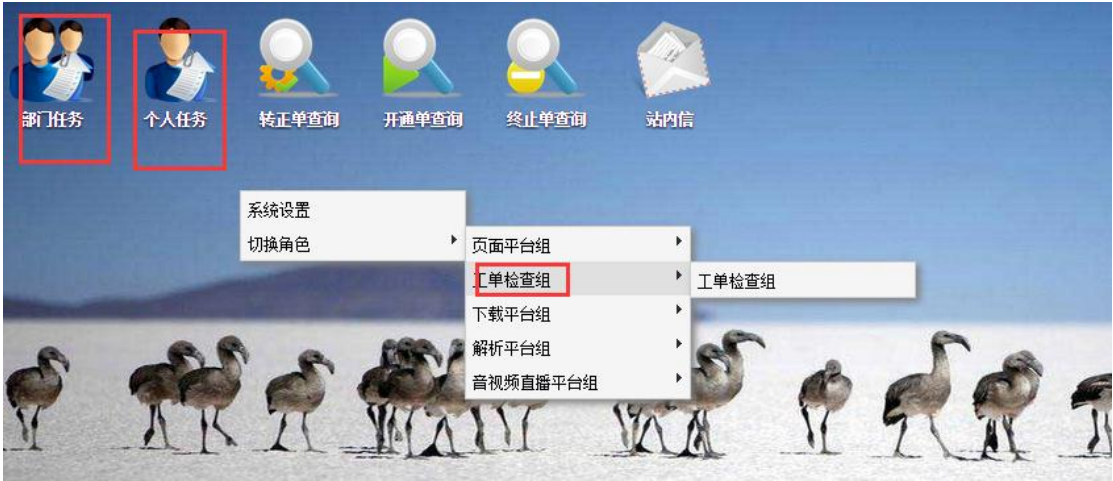 部门任务
个人任务
转正单查询
开通单查询
终止单查询
站内信
系统设置
切换角色
页面平台组
工单检查组
工单检查组
下载平台组
解析平台组
音视频直播平台组